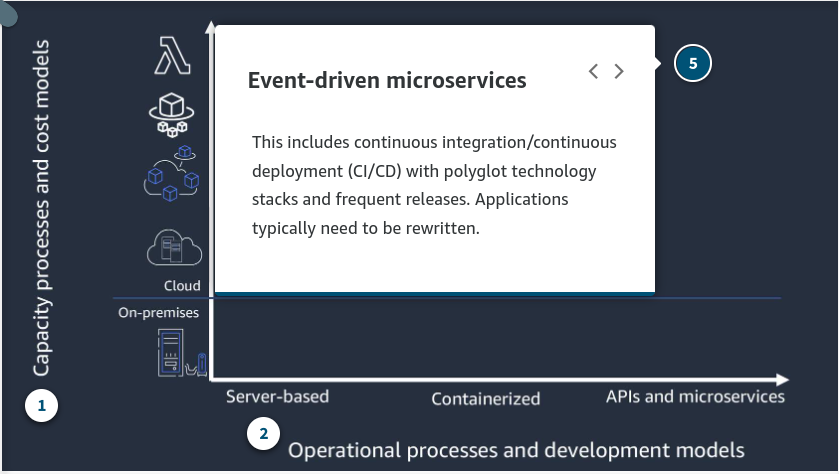 Capacity processes and cost models
Event-driven microservices
5
This includes continuous integration/continuous
deployment (CI/CD) with polyglot technology
stacks and frequent releases. Applications
typically need to be rewritten.
Cloud
On-premises
Server-based
Containerized
APIs and microservices
1
2
Operational processes and development models